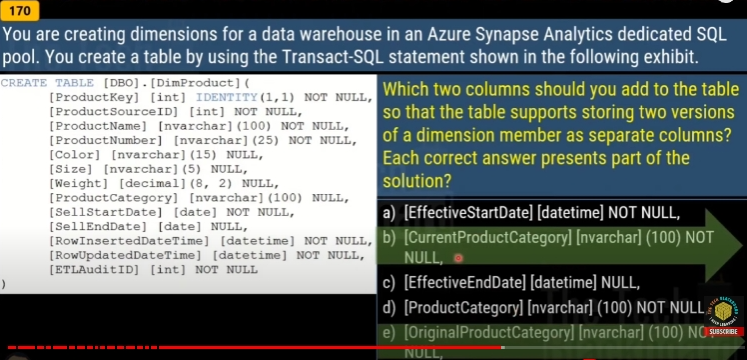 170
You are creating dimensions for a data warehouse in an Azure Synapse Analytics dedicated SQL
pool. You create a table by using the Transact-SQL statement shown in the following exhibit.
CREATE TABLE [DBO].[DimProduct](
[ProductKey] [int] IDENTITY(1,1) NOT NULL,
[ProductSourceID] [int] NOT NULL,
[ProductName] [nvarchar](100) NOT NULL,
[ProductNumber] [nvarchar](25) NOT NULL,
[Color] [nvarchar](15) NULL,
[Size] [nvarchar](5) NULL,
[Weight] [decimal](8, 2) NULL,
[ProductCategory] [nvarchar](100) NULL,
[SellStartDate] [date] NOT NULL,
[SellEndDate] [date] NULL,
[RowInsertedDateTime] [datetime] NOT NULL,
[RowUpdatedDateTime] [datetime] NOT NULL,
[ETLAuditID] [int] NOT NULL
)
Which two columns should you add to the table
so that the table supports storing two versions
of a dimension member as separate columns?
Each correct answer presents part of the
solution?
a) [EffectiveStartDate] [datetime] NOT NULL,
b) [CurrentProductCategory] [nvarchar] (100) NOT
NULL,
c) [EffectiveEndDate] [datetime] NULL,
d) [ProductCategory] [nvarchar] (100) NOT NULL
e) [OriginalProductCategory] [nvarchar] (100)
NULL,
SUBSCRIBE